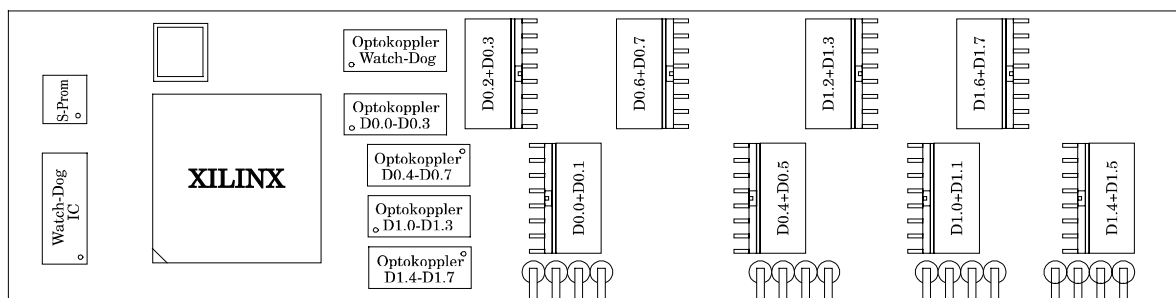 S-Prom
Watch-Dog
IC
XILINX
Optokoppler
Watch-Dog
Optokoppler
D0.0-D0.3
Optokoppler
D0.4-D0.7
Optokoppler
D1.0-D1.3
Optokoppler
D1.4-D1.7
D0.2+D0.3
D0.6+D0.7
D1.2+D1.3
D1.6+D1.7
D0.0+D0.1
D0.4+D0.5
D1.0+D1.1
D1.4+D1.5